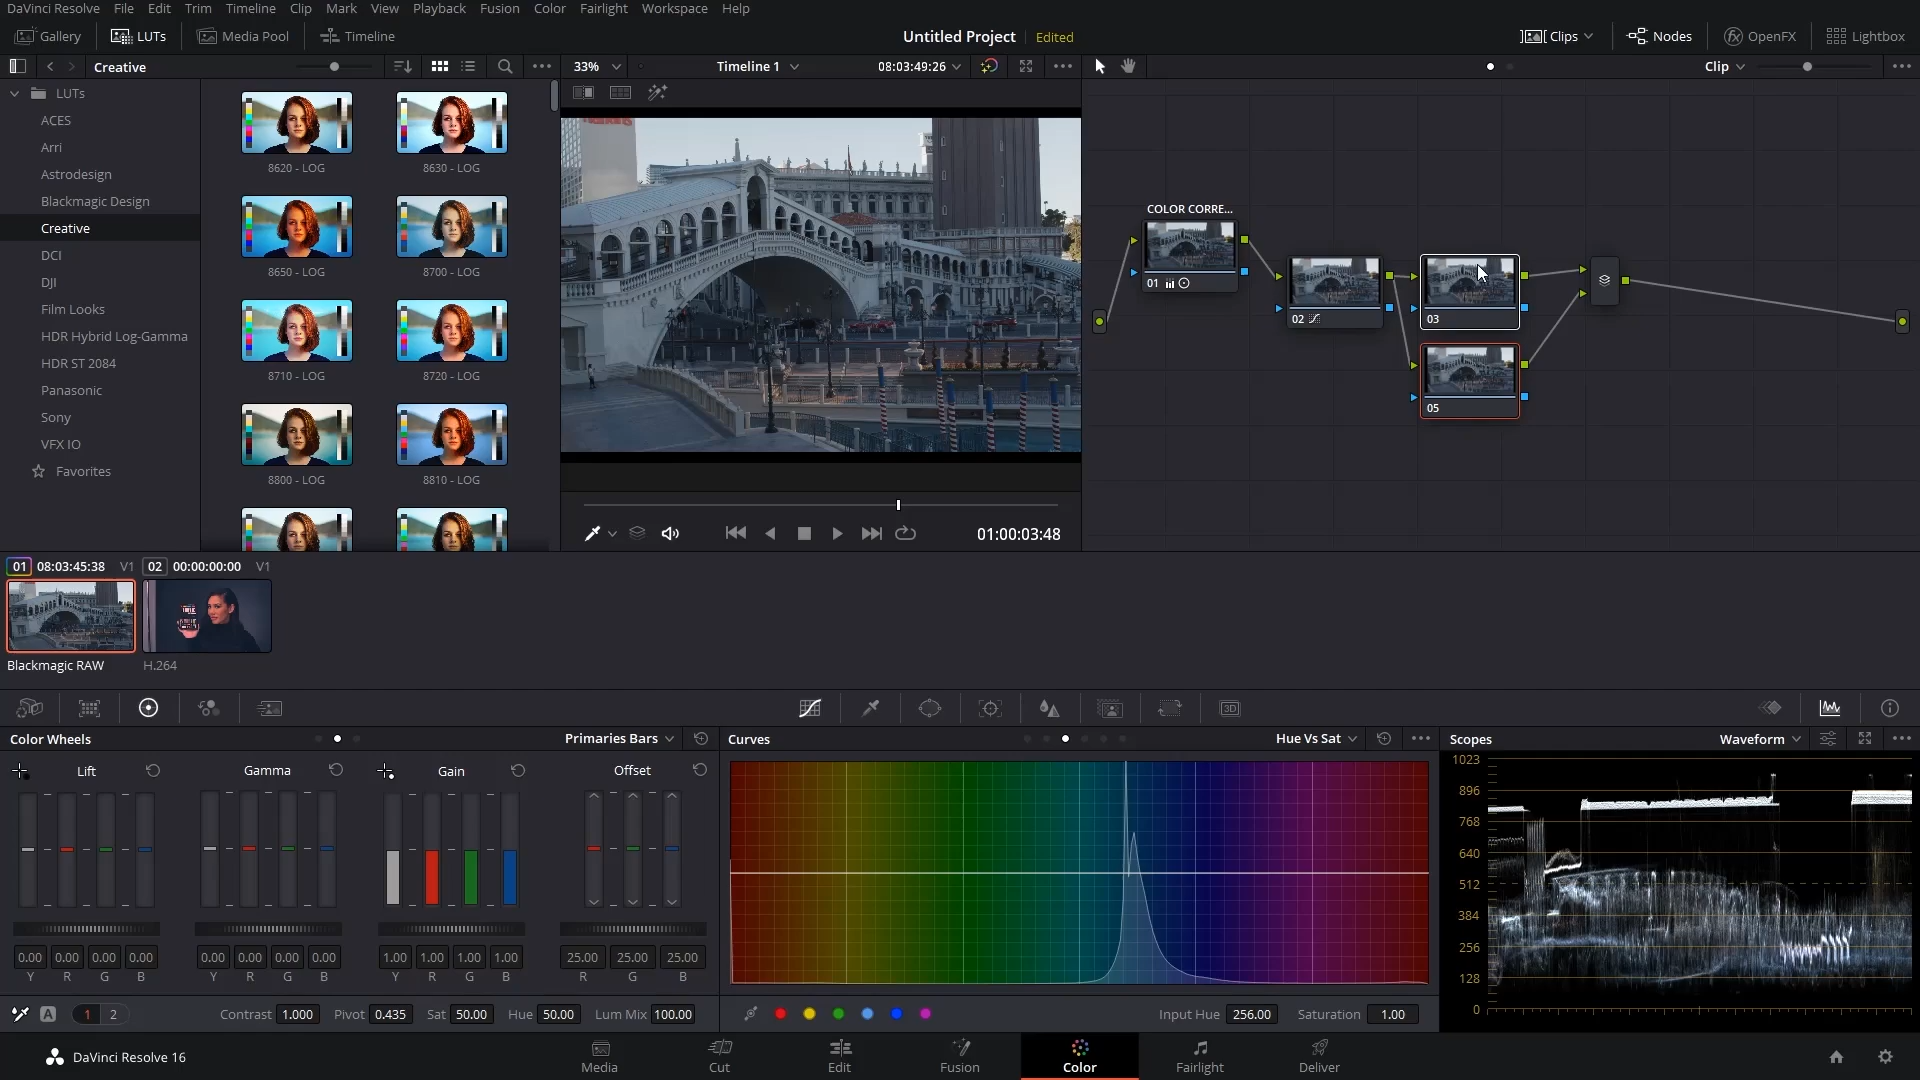 DaVinci Resolve File Edit Trim Timeline Clip Mark View Playback Fusion Color Fairlight Workspace Help
Gallery LUTs Media Pool Timeline Untitled Project Edited Clips Nodes fx OpenFX Lightbox
Creative 33% Timeline 1 08:03:49:26 Clip
LUTs
ACES
Arri
Astrodesign
Blackmagic Design
Creative
DCI
DJI
Film Looks
HDR Hybrid Log-Gamma
HDR ST 2084
Panasonic
Sony
VFX IO
Favorites
8620 - LOG 8630 - LOG
8650 - LOG 8700 - LOG
8710 - LOG 8720 - LOG
8800 - LOG 8810 - LOG
01:00:03:48
COLOR CORRE...
01
02
03
05
01 08:03:45:38 V1 02 00:00:00:00 V1
Blackmagic RAW H.264
3D
Color Wheels Primaries Bars
Lift Gamma Gain Offset
0.00 0.00 0.00 0.00 0.00 0.00 0.00 0.00 1.00 1.00 1.00 1.00 25.00 25.00 25.00
Y R G B Y R G B Y R G B R G B
A 1 2 Contrast 1.000 Pivot 0.435 Sat 50.00 Hue 50.00 Lum Mix 100.00
Curves Hue Vs Sat
Input Hue 256.00 Saturation 1.00
Scopes Waveform
1023
896
768
640
512
384
256
128
0
DaVinci Resolve 16 Media Cut Edit Fusion Color Fairlight Deliver